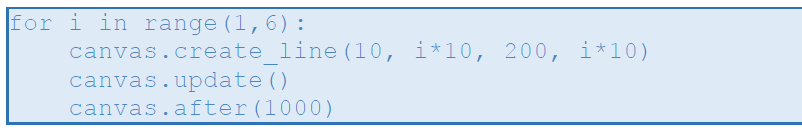 for i in range(1,6):
    canvas.create_line(10, i*10, 200, i*10)
    canvas.update()
    canvas.after(1000)